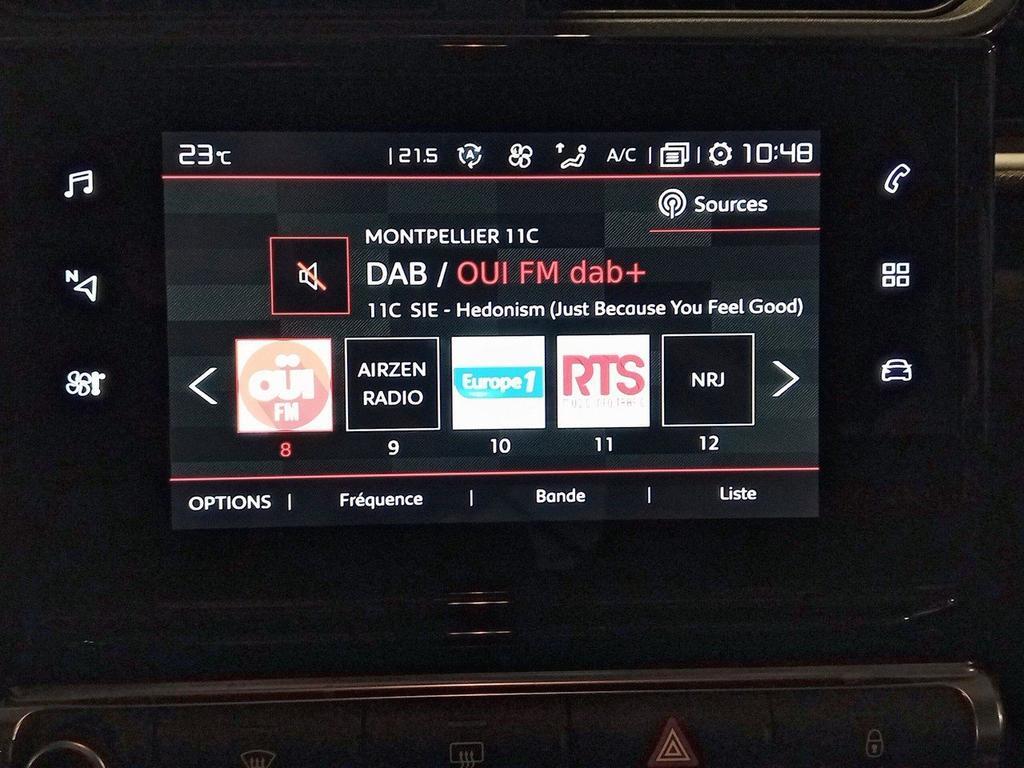 23°C | 21.5 A/C | | 10:48
Sources
MONTPELLIER 11C
DAB / OUI FM dab+
11C SIE - Hedonism (Just Because You Feel Good)
OÜI
FM
AIRZEN
RADIO
Europe 1
RTS
NRJ
8 9 10 11 12
OPTIONS | Fréquence | Bande | Liste
N